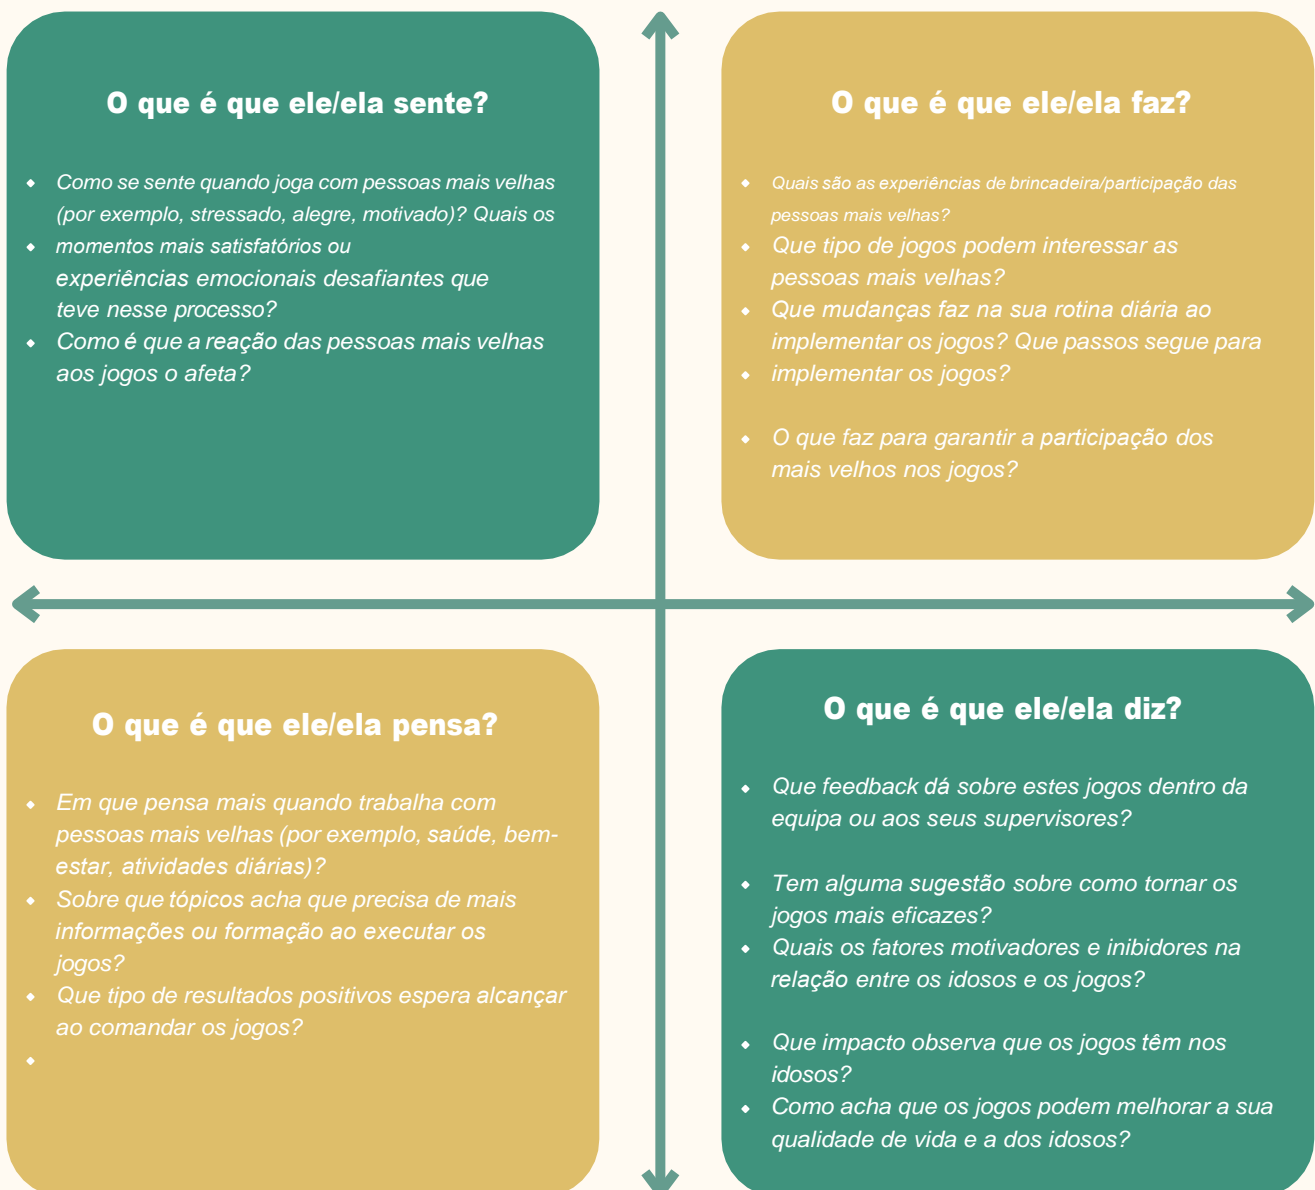 O que é que ele/ela sente?
Como se sente quando joga com pessoas mais velhas
(por exemplo, stressado, alegre, motivado)? Quais os
momentos mais satisfatórios ou
experiências emocionais desafiantes que
teve nesse processo?
Como é que a reação das pessoas mais velhas
aos jogos o afeta?
O que é que ele/ela faz?
Quais são as experiências de brincadeira/participação das
pessoas mais velhas?
Que tipo de jogos podem interessar as
pessoas mais velhas?
Que mudanças faz na sua rotina diária ao
implementar os jogos? Que passos segue para
implementar os jogos?
O que faz para garantir a participação dos
mais velhos nos jogos?
O que é que ele/ela pensa?
Em que pensa mais quando trabalha com
pessoas mais velhas (por exemplo, saúde, bem-
estar, atividades diárias)?
Sobre que tópicos acha que precisa de mais
informações ou formação ao executar os
jogos?
Que tipo de resultados positivos espera alcançar
ao comandar os jogos?
O que é que ele/ela diz?
Que feedback dá sobre estes jogos dentro da
equipa ou aos seus supervisores?
Tem alguma sugestão sobre como tornar os
jogos mais eficazes?
Quais os fatores motivadores e inibidores na
relação entre os idosos e os jogos?
Que impacto observa que os jogos têm nos
idosos?
Como acha que os jogos podem melhorar a sua
qualidade de vida e a dos idosos?